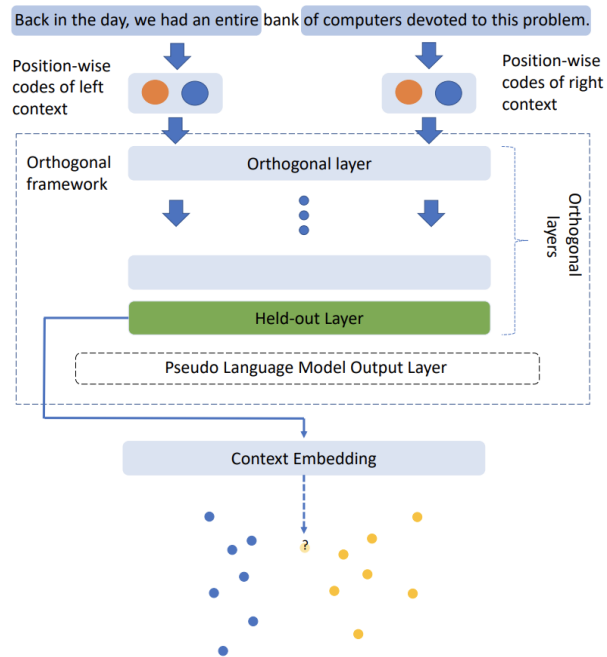 Back in the day, we had an entire bank of computers devoted to this problem.
Position-wise
codes of left
context
Position-wise
codes of right
context
Orthogonal
framework
Orthogonal layer
Orthogonal
layers
Held-out Layer
Pseudo Language Model Output Layer
Context Embedding
?